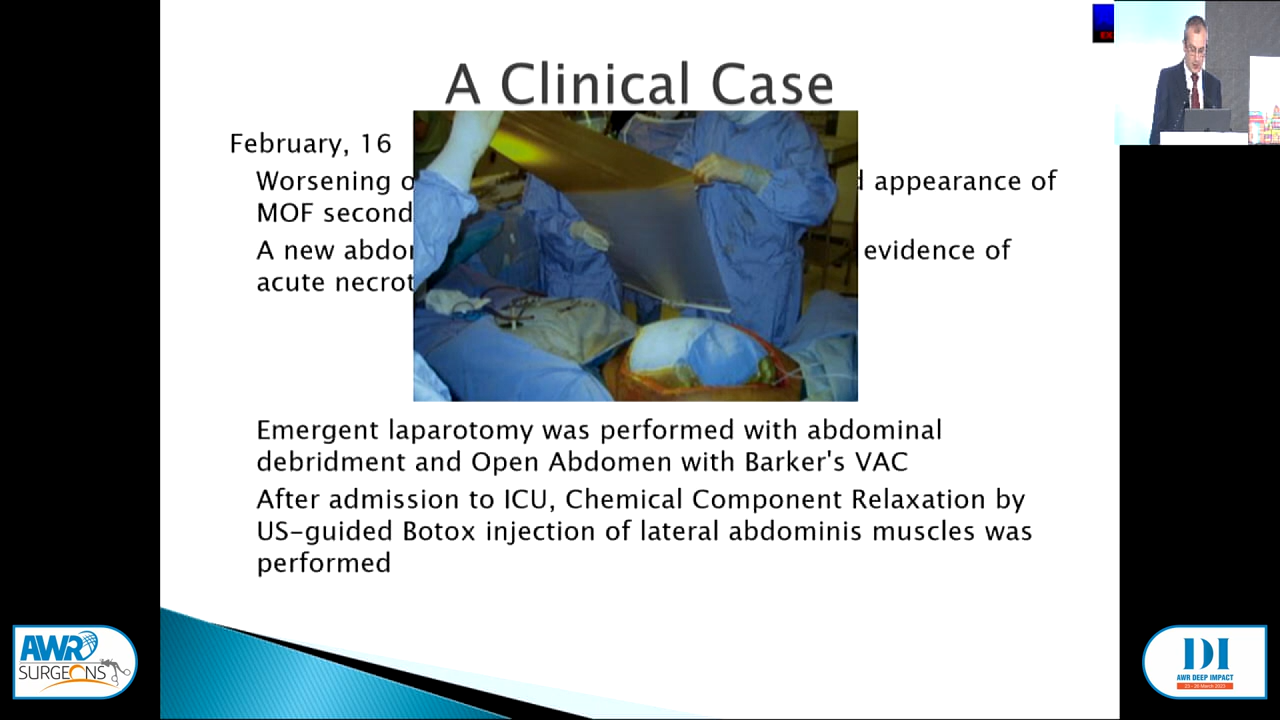 A Clinical Case
February, 16
Worsening o appearance of
MOF second
A new abdo evidence of
acute necrot
Emergent laparotomy was performed with abdominal
debridment and Open Abdomen with Barker's VAC
After admission to ICU, Chemical Component Relaxation by
US-guided Botox injection of lateral abdominis muscles was
performed
AWR
SURGEONS
DI
AWR DEEP IMPACT